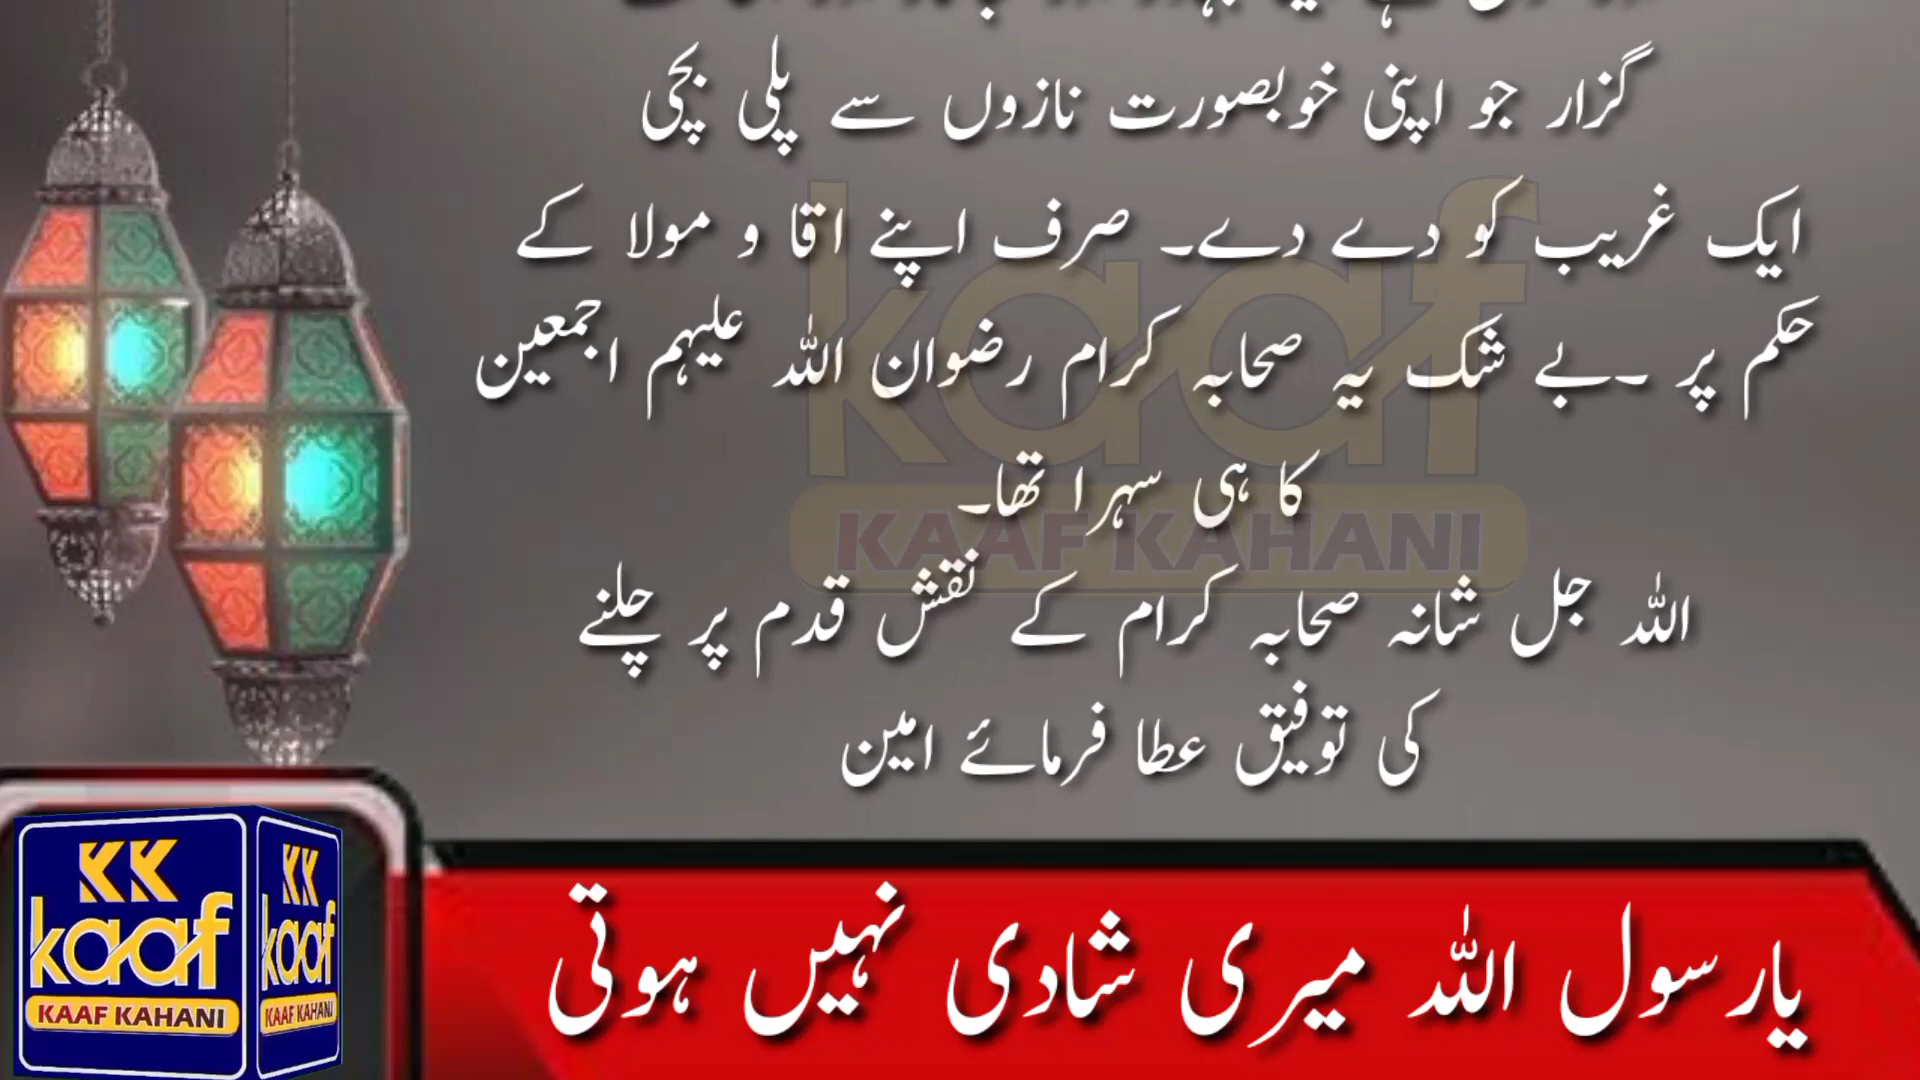 گزار جو اپنی خوبصورت نازوں سے پلی بچی
ایک غریب کو دے دے۔ صرف اپنے اقا و مولا کے
حکم پر ۔بے شک یہ صحابہ کرام رضوان اللہ علیہم اجمعین
کا ہی سہرا تھا۔
اللہ جل شانہ صحابہ کرام کے نقش قدم پر چلنے
کی توفیق عطا فرمائے امین
kaaf
KAAF KAHANI
KK
kaaf
KAAF KAHANI
KK
kaaf
KAAF KAHANI
یارسول اللہ میری شادی نہیں ہوتی